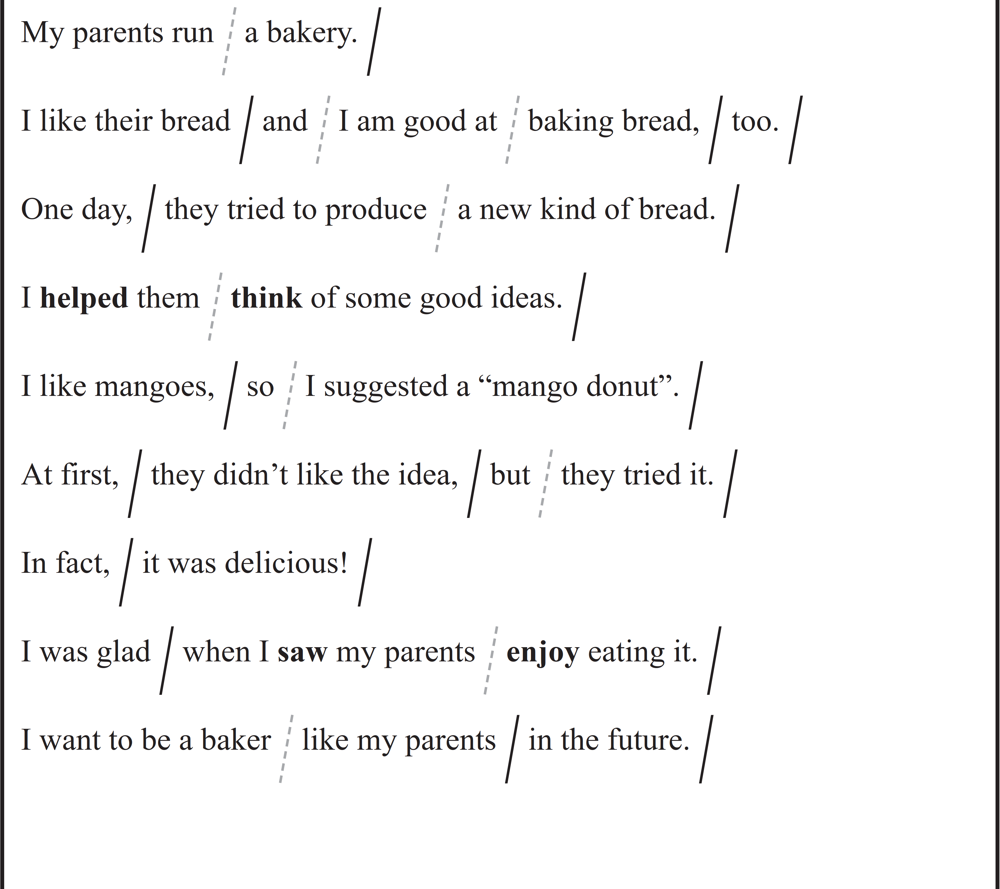 My parents run / a bakery. /
I like their bread / and / I am good at / baking bread, / too. /
One day, / they tried to produce / a new kind of bread. /
I helped them / think of some good ideas. /
I like mangoes, / so / I suggested a “mango donut”. /
At first, / they didn’t like the idea, / but / they tried it. /
In fact, / it was delicious! /
I was glad / when I saw my parents / enjoy eating it. /
I want to be a baker / like my parents / in the future. /